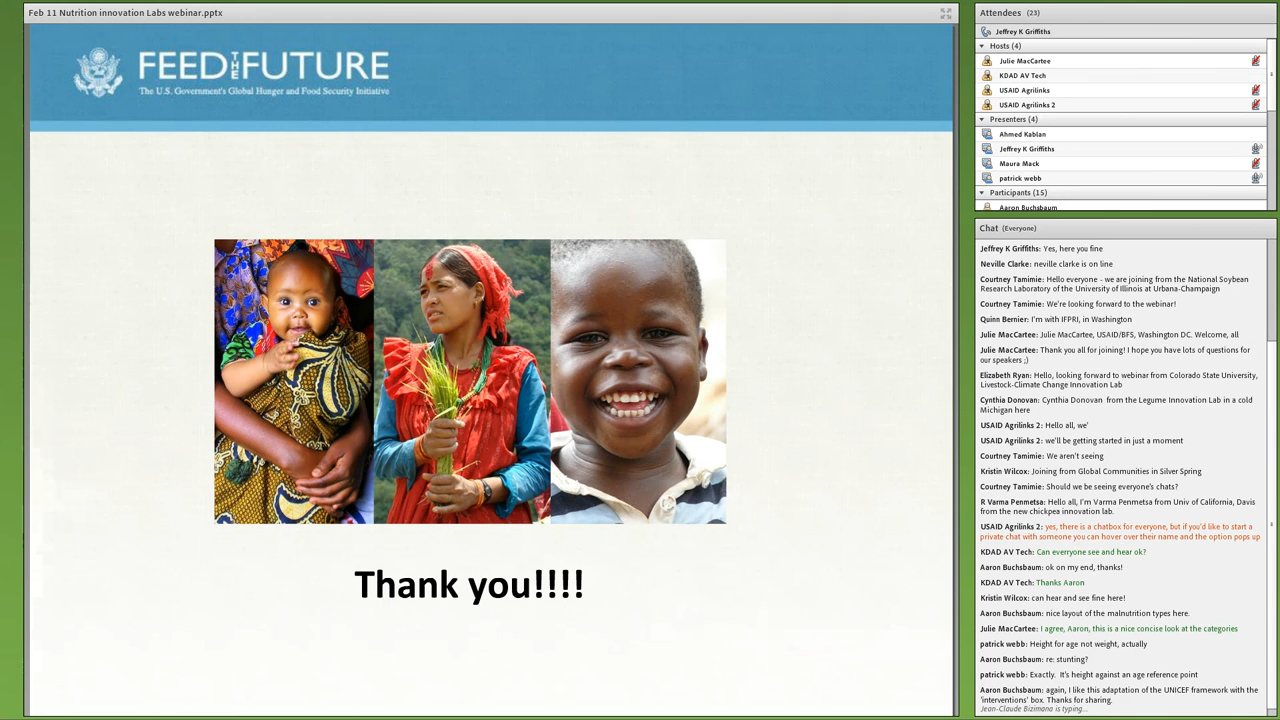 Feb 11 Nutrition innovation Labs webinar.pptx
FEED THE FUTURE
The U.S. Government's Global Hunger and Food Security Initiative
Thank you!!!!
Attendees (23)
Jeffrey K Griffiths
Hosts (4)
Julie MacCartee
KDAD AV Tech
USAID Agrilinks
USAID Agrilinks 2
Presenters (4)
Ahmed Kablan
Jeffrey K Griffiths
Maura Mack
patrick webb
Participants (15)
Aaron Buchsbaum
Chat (Everyone)
Jeffrey K Griffiths: Yes, here you fine
Neville Clarke: neville clarke is on line
Courtney Tamimie: Hello everyone - we are joining from the National Soybean
Research Laboratory of the University of Illinois at Urbana-Champaign
Courtney Tamimie: We're looking forward to the webinar!
Quinn Bernier: I'm with IFPRI, in Washington
Julie MacCartee: Julie MacCartee, USAID/BFS, Washington DC. Welcome, all
Julie MacCartee: Thank you all for joining! I hope you have lots of questions for
our speakers ;)
Elizabeth Ryan: Hello, looking forward to webinar from Colorado State University,
Livestock-Climate Change Innovation Lab
Cynthia Donovan: Cynthia Donovan from the Legume Innovation Lab in a cold
Michigan here
USAID Agrilinks 2: Hello all, we'
USAID Agrilinks 2: we'll be getting started in just a moment
Courtney Tamimie: We aren't seeing
Kristin Wilcox: Joining from Global Communities in Silver Spring
Courtney Tamimie: Should we be seeing everyone's chats?
R Varma Penmetsa: Hello all, I'm Varma Penmetsa from Univ of California, Davis
from the new chickpea innovation lab.
USAID Agrilinks 2: yes, there is a chatbox for everyone, but if you'd like to start a
private chat with someone you can hover over their name and the option pops up
KDAD AV Tech: Can everyone see and hear ok?
Aaron Buchsbaum: ok on my end, thanks!
KDAD AV Tech: Thanks Aaron
Kristin Wilcox: can hear and see fine here!
Aaron Buchsbaum: nice layout of the malnutrition types here.
Julie MacCartee: I agree, Aaron, this is a nice concise look at the categories
patrick webb: Height for age not weight, actually
Aaron Buchsbaum: re: stunting?
patrick webb: Exactly. It's height against an age reference point
Aaron Buchsbaum: again, I like this adaptation of the UNICEF framework with the
'interventions' box. Thanks for sharing.
Jean-Claude Bizimana is typing...